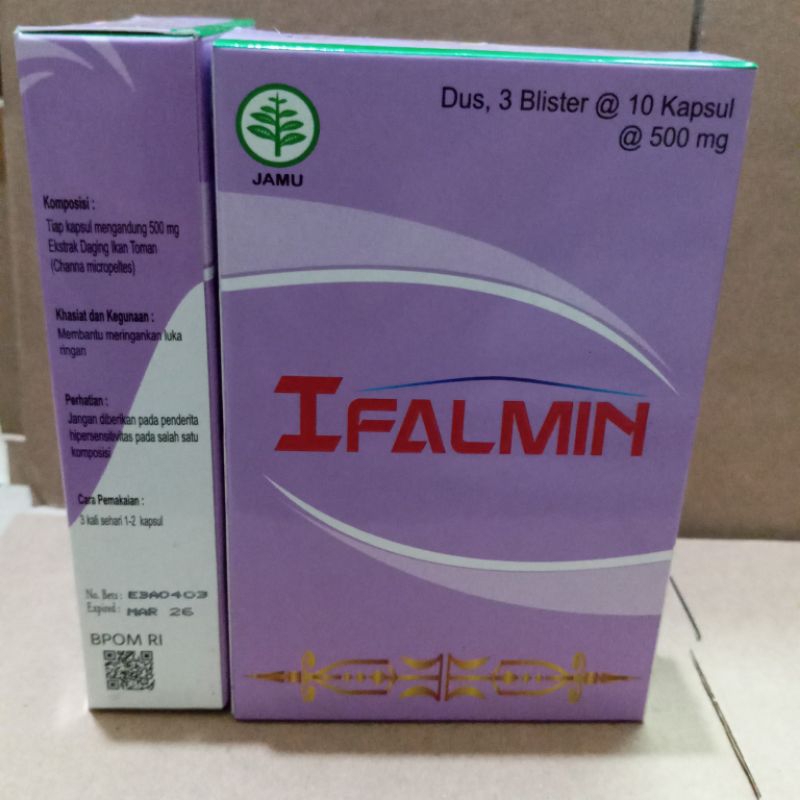 Komposisi :
Tiap kapsul mengandung 500 mg
Ekstrak Daging Ikan Toman
(Channa micropeltes)
Khasiat dan Kegunaan :
Membantu meringankan luka
ringan
Perhatian :
Jangan diberikan pada penderita
hipersensitivitas pada salah satu
komposisi
Cara Pemakaian :
3 kali sehari 1-2 kapsul
No. Bets : E3A0403
Expired : MAR 26
BPOM RI
JAMU
Dus, 3 Blister @ 10 Kapsul
@ 500 mg
IFALMIN